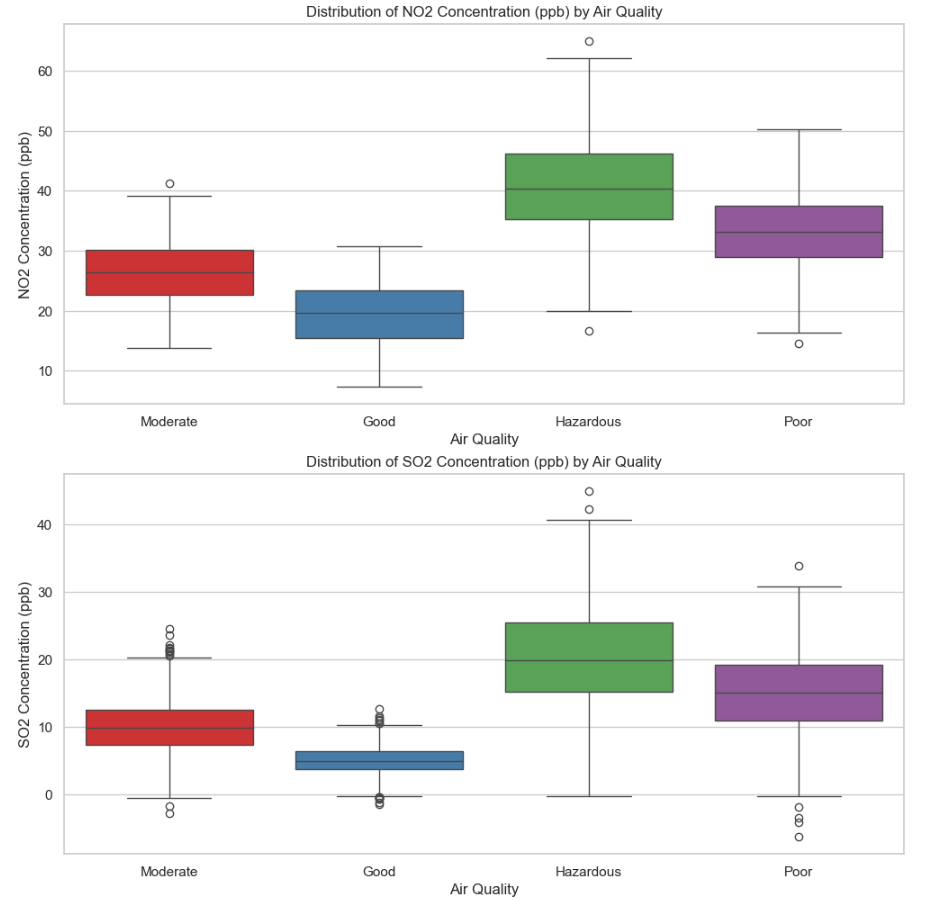 Distribution of NO2 Concentration (ppb) by Air Quality
NO2 Concentration (ppb)
60
50
40
30
20
10
Moderate Good Hazardous Poor
Air Quality
Distribution of SO2 Concentration (ppb) by Air Quality
SO2 Concentration (ppb)
40
30
20
10
0
Moderate Good Hazardous Poor
Air Quality